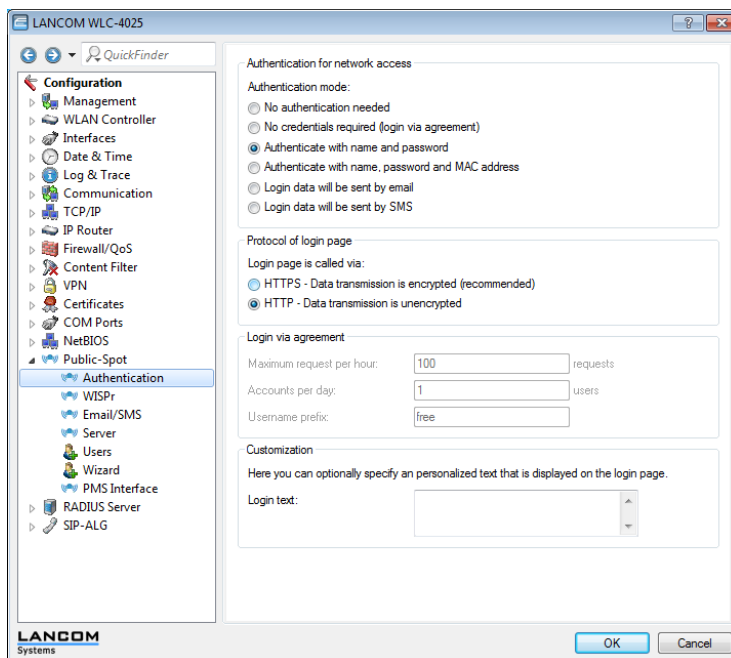 LANCOM WLC-4025
QuickFinder
Configuration
Management
WLAN Controller
Interfaces
Date & Time
Log & Trace
Communication
TCP/IP
IP Router
Firewall/QoS
Content Filter
VPN
Certificates
COM Ports
NetBIOS
Public-Spot
Authentication
WISPr
Email/SMS
Server
Users
Wizard
PMS Interface
RADIUS Server
SIP-ALG
Authentication for network access
Authentication mode:
No authentication needed
No credentials required (login via agreement)
Authenticate with name and password
Authenticate with name, password and MAC address
Login data will be sent by email
Login data will be sent by SMS
Protocol of login page
Login page is called via:
HTTPS - Data transmission is encrypted (recommended)
HTTP - Data transmission is unencrypted
Login via agreement
Maximum request per hour: 100 requests
Accounts per day: 1 users
Username prefix: free
Customization
Here you can optionally specify an personalized text that is displayed on the login page.
Login text:
LANCOM
Systems
OK Cancel